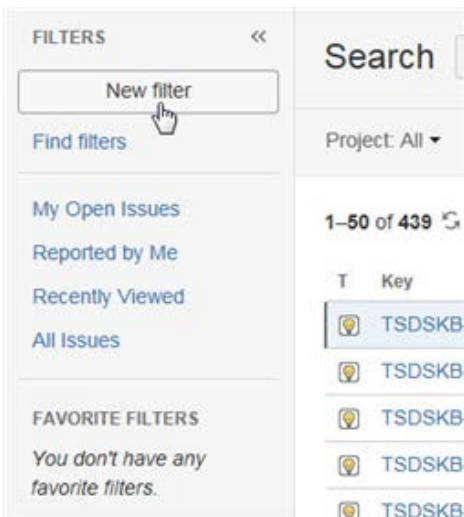 FILTERS «
New filter
Find filters
My Open Issues
Reported by Me
Recently Viewed
All Issues
FAVORITE FILTERS
You don't have any
favorite filters.
Search
Project: All
1–50 of 439
T Key
TSDSKB-
TSDSKB-
TSDSKB-
TSDSKB-
TSDSKB-